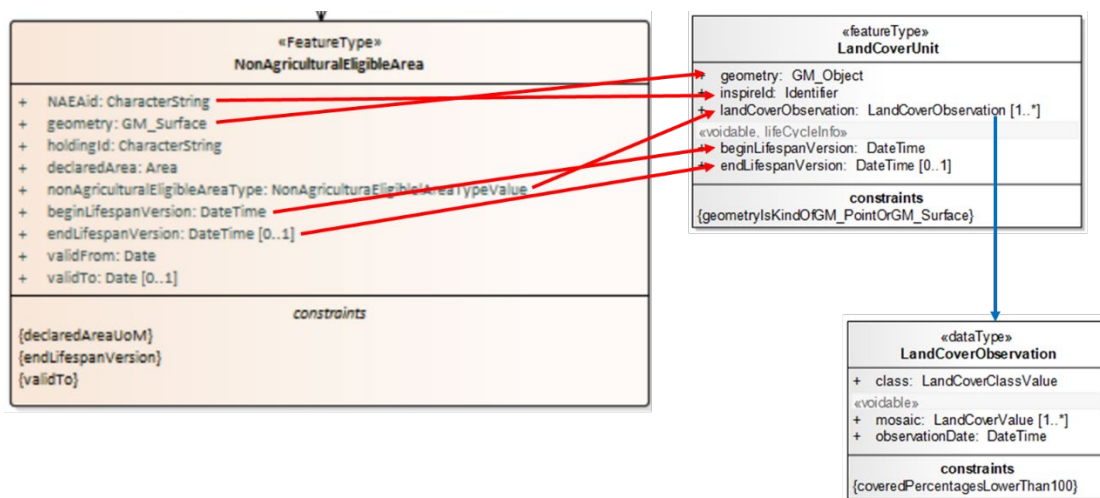 «FeatureType»
NonAgriculturalEligibleArea
+ NAEAid: CharacterString
+ geometry: GM_Surface
+ holdingId: CharacterString
+ declaredArea: Area
+ nonAgriculturalEligibleAreaType: NonAgricultura|Eligibl|AreaTypeValue
+ beginLifespanVersion: DateTime
+ endLifespanVersion: DateTime [0..1]
+ validFrom: Date
+ validTo: Date [0..1]
constraints
{declaredAreaUoM}
{endLifespanVersion}
{validTo}
«featureType»
LandCoverUnit
+ geometry: GM_Object
+ inspireId: Identifier
+ landCoverObservation: LandCoverObservation [1..*]
«voidable, lifeCycleInfo»
+ beginLifespanVersion: DateTime
+ endLifespanVersion: DateTime [0..1]
constraints
{geometryIsKindOfGM_PointOrGM_Surface}
«dataType»
LandCoverObservation
+ class: LandCoverClassValue
«voidable»
+ mosaic: LandCoverValue [1..*]
+ observationDate: DateTime
constraints
{coveredPercentagesLowerThan100}